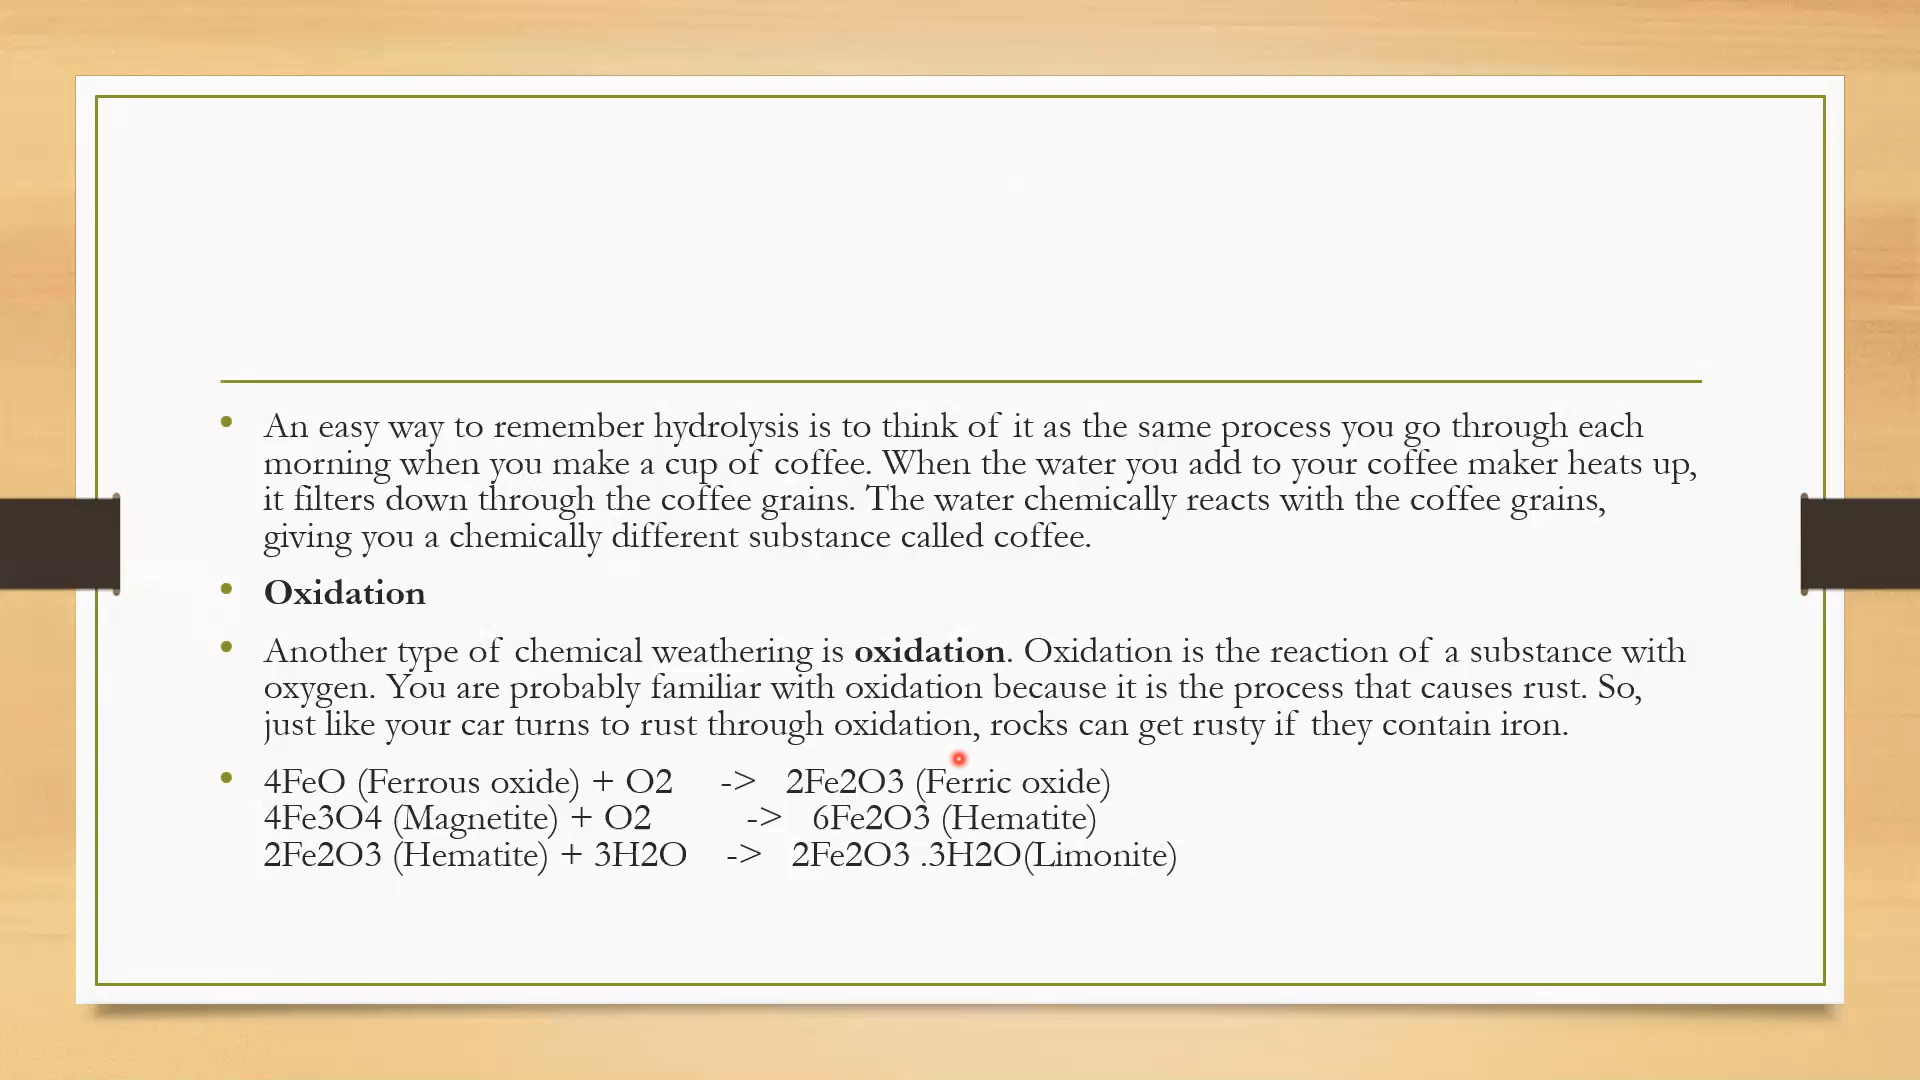 An easy way to remember hydrolysis is to think of it as the same process you go through each
morning when you make a cup of coffee. When the water you add to your coffee maker heats up,
it filters down through the coffee grains. The water chemically reacts with the coffee grains,
giving you a chemically different substance called coffee.
Oxidation
Another type of chemical weathering is oxidation. Oxidation is the reaction of a substance with
oxygen. You are probably familiar with oxidation because it is the process that causes rust. So,
just like your car turns to rust through oxidation, rocks can get rusty if they contain iron.
4FeO (Ferrous oxide) + O2 -> 2Fe2O3 (Ferric oxide)
4Fe3O4 (Magnetite) + O2 -> 6Fe2O3 (Hematite)
2Fe2O3 (Hematite) + 3H2O -> 2Fe2O3 .3H2O(Limonite)